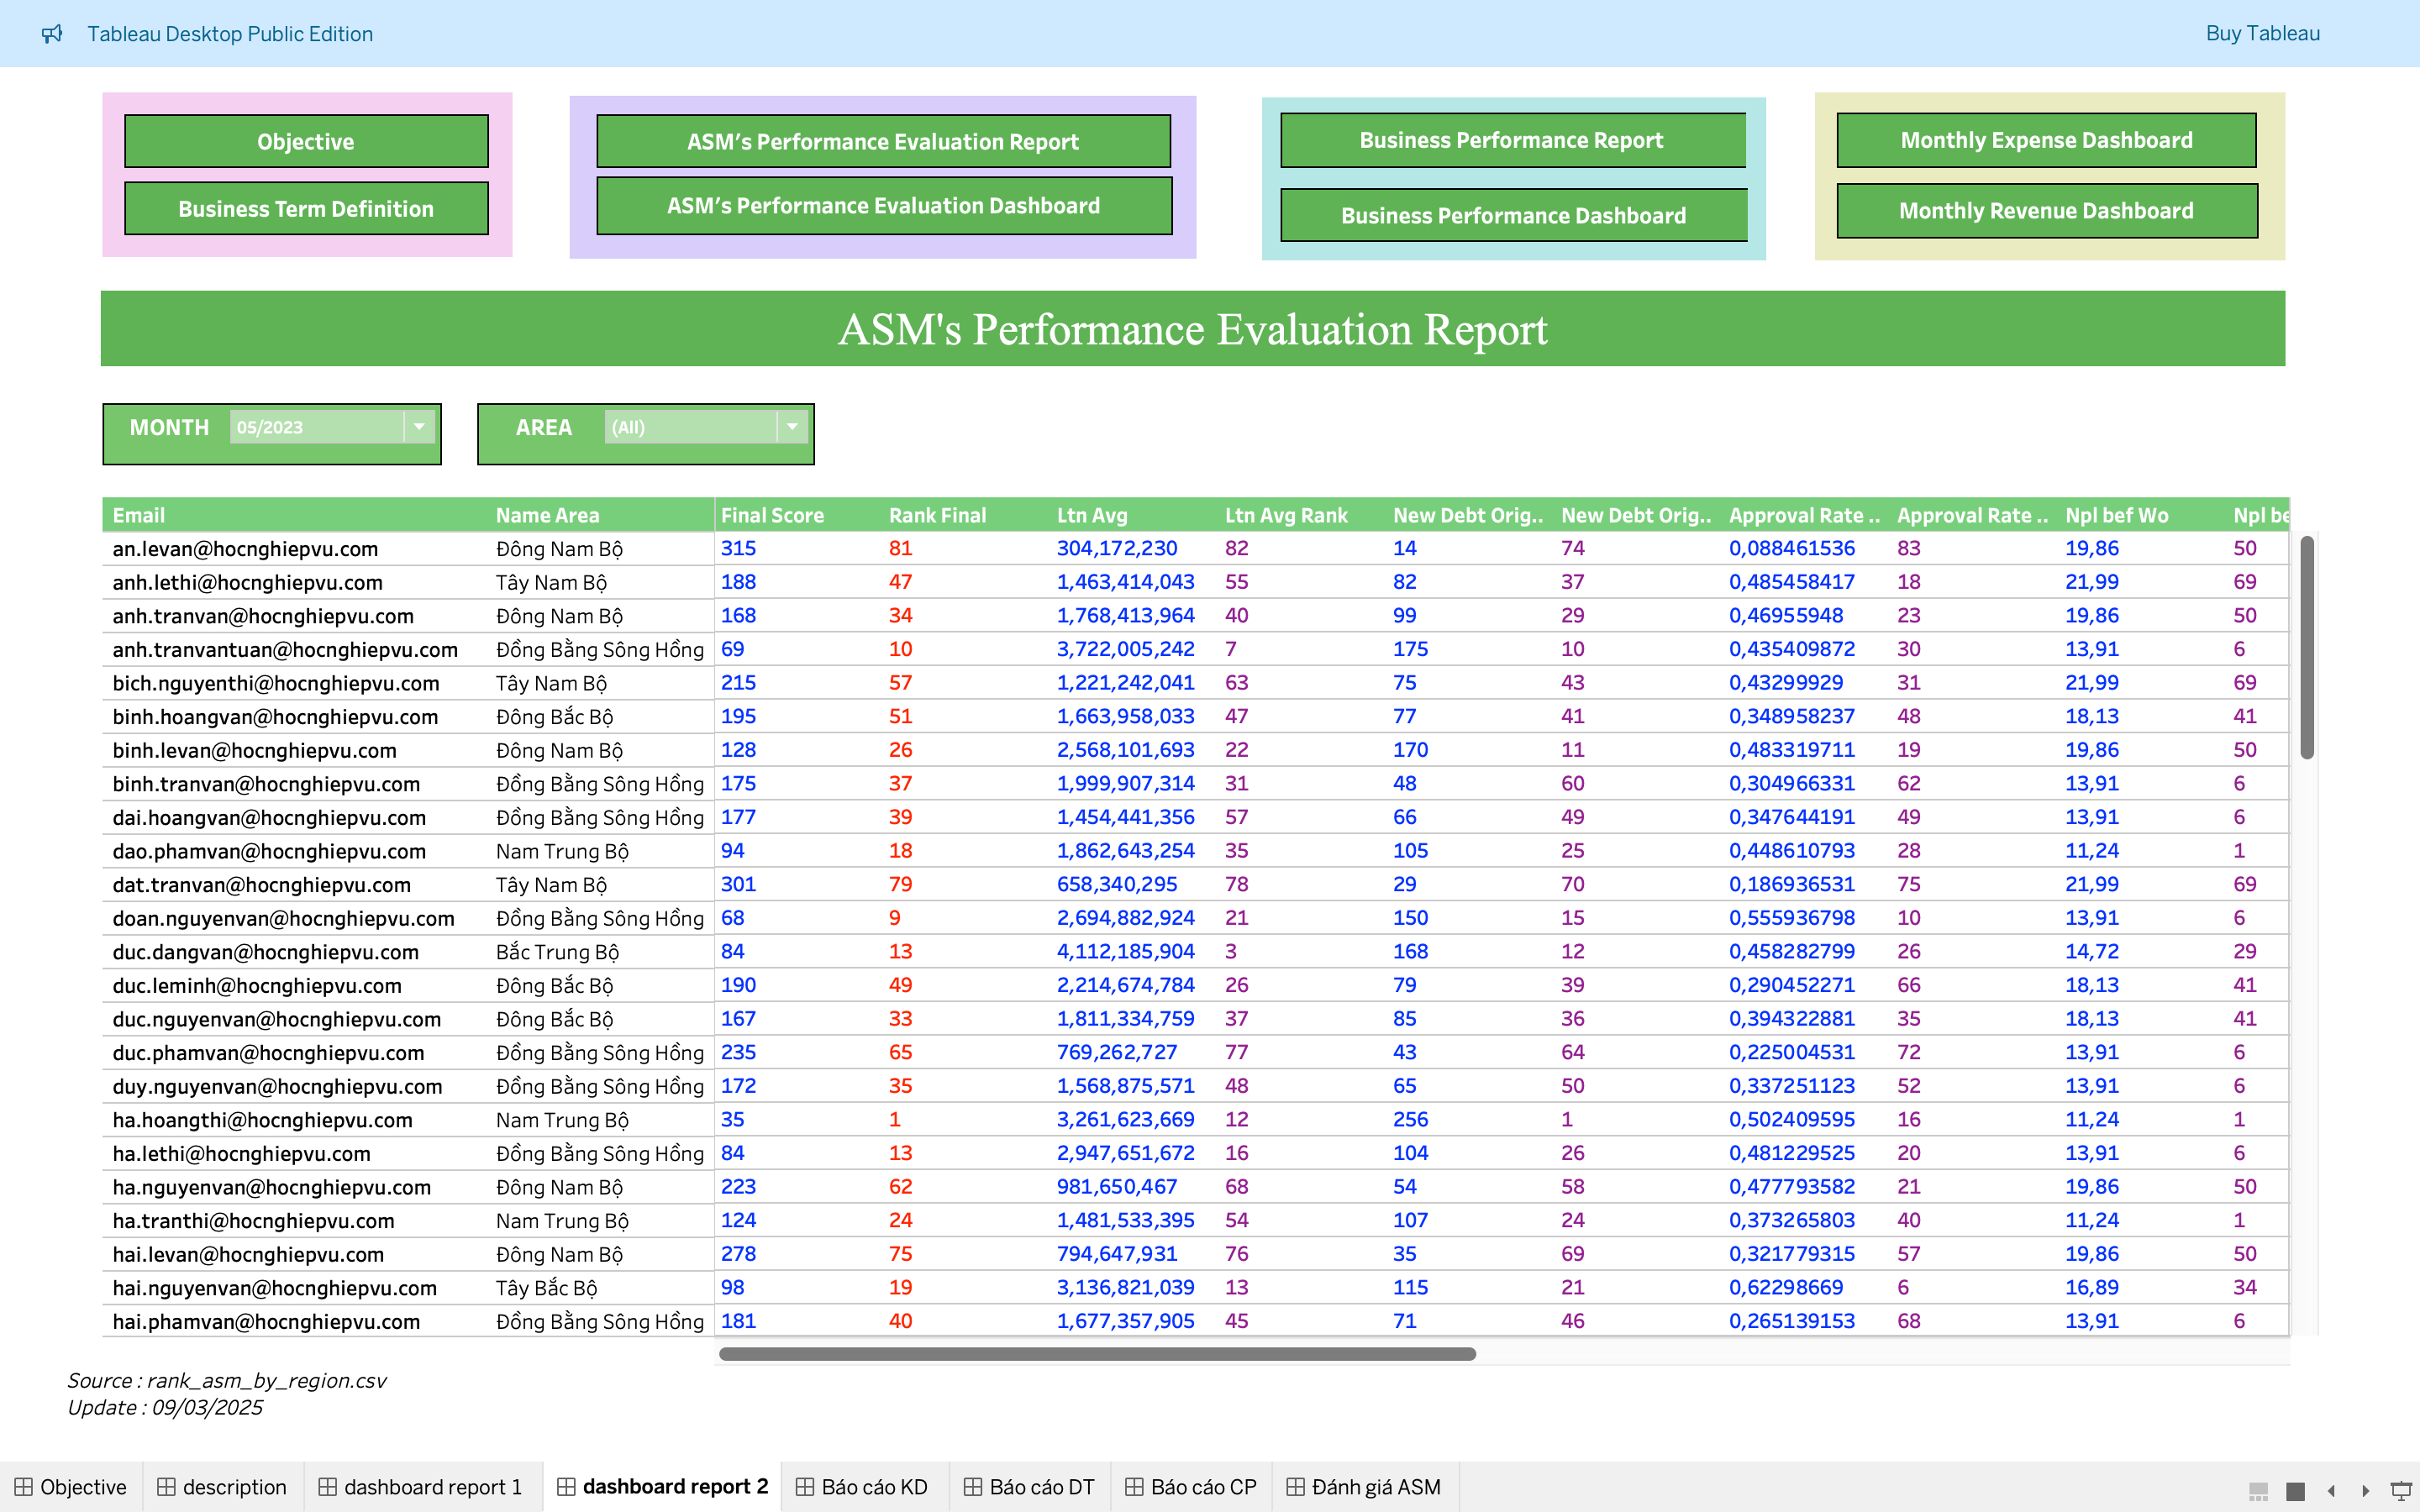 Tableau Desktop Public Edition
Buy Tableau
Objective
Business Term Definition
ASM's Performance Evaluation Report
ASM's Performance Evaluation Dashboard
Business Performance Report
Business Performance Dashboard
Monthly Expense Dashboard
Monthly Revenue Dashboard
ASM's Performance Evaluation Report
MONTH 05/2023
AREA (All)
Email Name Area Final Score Rank Final Ltn Avg Ltn Avg Rank New Debt Orig.. New Debt Orig.. Approval Rate .. Approval Rate .. Npl bef Wo Npl be
an.levan@hocnghiepvu.com Đông Nam Bộ 315 81 304,172,230 82 14 74 0,088461536 83 19,86 50
anh.lethi@hocnghiepvu.com Tây Nam Bộ 188 47 1,463,414,043 55 82 37 0,485458417 18 21,99 69
anh.tranvan@hocnghiepvu.com Đông Nam Bộ 168 34 1,768,413,964 40 99 29 0,46955948 23 19,86 50
anh.tranvantuan@hocnghiepvu.com Đồng Bằng Sông Hồng 69 10 3,722,005,242 7 175 10 0,435409872 30 13,91 6
bich.nguyenthi@hocnghiepvu.com Tây Nam Bộ 215 57 1,221,242,041 63 75 43 0,43299929 31 21,99 69
binh.hoangvan@hocnghiepvu.com Đông Bắc Bộ 195 51 1,663,958,033 47 77 41 0,348958237 48 18,13 41
binh.levan@hocnghiepvu.com Đông Nam Bộ 128 26 2,568,101,693 22 170 11 0,483319711 19 19,86 50
binh.tranvan@hocnghiepvu.com Đồng Bằng Sông Hồng 175 37 1,999,907,314 31 48 60 0,304966331 62 13,91 6
dai.hoangvan@hocnghiepvu.com Đồng Bằng Sông Hồng 177 39 1,454,441,356 57 66 49 0,347644191 49 13,91 6
dao.phamvan@hocnghiepvu.com Nam Trung Bộ 94 18 1,862,643,254 35 105 25 0,448610793 28 11,24 1
dat.tranvan@hocnghiepvu.com Tây Nam Bộ 301 79 658,340,295 78 29 70 0,186936531 75 21,99 69
doan.nguyenvan@hocnghiepvu.com Đồng Bằng Sông Hồng 68 9 2,694,882,924 21 150 15 0,555936798 10 13,91 6
duc.dangvan@hocnghiepvu.com Bắc Trung Bộ 84 13 4,112,185,904 3 168 12 0,458282799 26 14,72 29
duc.leminh@hocnghiepvu.com Đông Bắc Bộ 190 49 2,214,674,784 26 79 39 0,290452271 66 18,13 41
duc.nguyenvan@hocnghiepvu.com Đông Bắc Bộ 167 33 1,811,334,759 37 85 36 0,394322881 35 18,13 41
duc.phamvan@hocnghiepvu.com Đồng Bằng Sông Hồng 235 65 769,262,727 77 43 64 0,225004531 72 13,91 6
duy.nguyenvan@hocnghiepvu.com Đồng Bằng Sông Hồng 172 35 1,568,875,571 48 65 50 0,337251123 52 13,91 6
ha.hoangthi@hocnghiepvu.com Nam Trung Bộ 35 1 3,261,623,669 12 256 1 0,502409595 16 11,24 1
ha.lethi@hocnghiepvu.com Đồng Bằng Sông Hồng 84 13 2,947,651,672 16 104 26 0,481229525 20 13,91 6
ha.nguyenvan@hocnghiepvu.com Đông Nam Bộ 223 62 981,650,467 68 54 58 0,477793582 21 19,86 50
ha.tranthi@hocnghiepvu.com Nam Trung Bộ 124 24 1,481,533,395 54 107 24 0,373265803 40 11,24 1
hai.levan@hocnghiepvu.com Đông Nam Bộ 278 75 794,647,931 76 35 69 0,321779315 57 19,86 50
hai.nguyenvan@hocnghiepvu.com Tây Bắc Bộ 98 19 3,136,821,039 13 115 21 0,62298669 6 16,89 34
hai.phamvan@hocnghiepvu.com Đồng Bằng Sông Hồng 181 40 1,677,357,905 45 71 46 0,265139153 68 13,91 6
Source : rank_asm_by_region.csv
Update : 09/03/2025
Objective description dashboard report 1 dashboard report 2 Báo cáo KD Báo cáo DT Báo cáo CP Đánh giá ASM